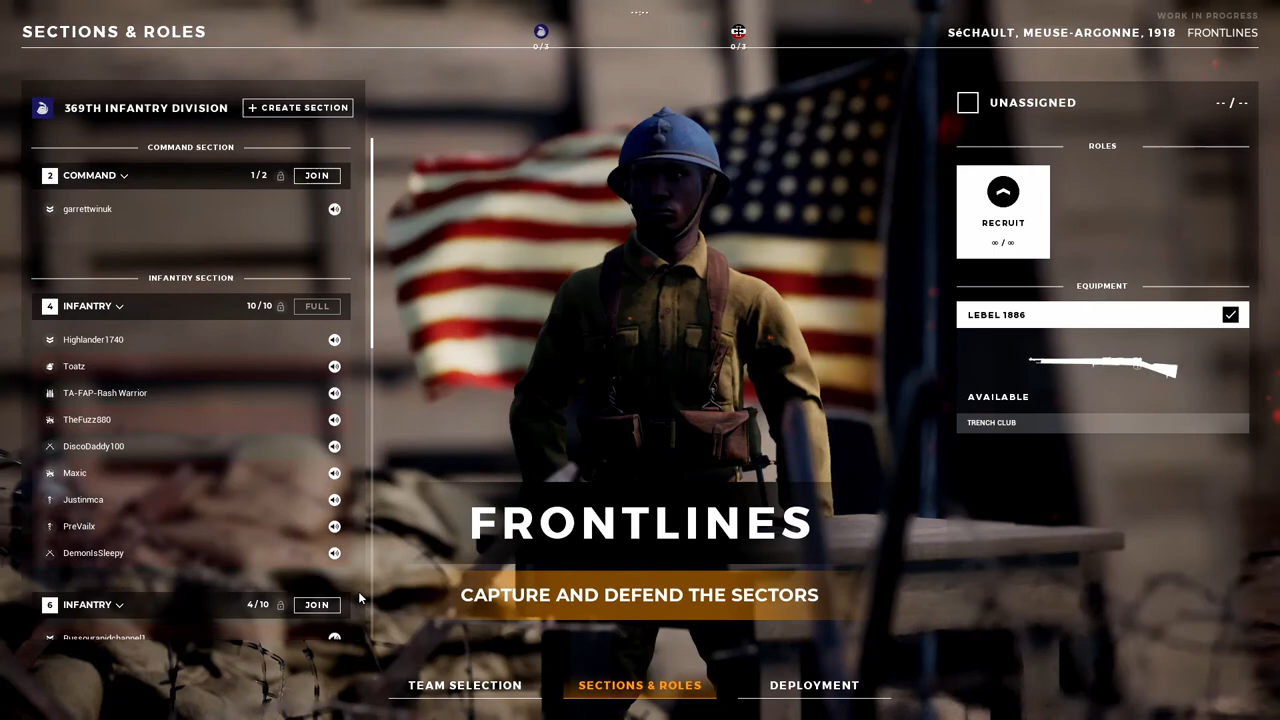 WORK IN PROGRESS
SECTIONS & ROLES
--:--
0/3
0/3
SéCHAULT, MEUSE-ARGONNE, 1918 FRONTLINES
369TH INFANTRY DIVISION
+ CREATE SECTION
COMMAND SECTION
2 COMMAND 1/2 JOIN
garrettwinuk
INFANTRY SECTION
4 INFANTRY 10/10 FULL
Highlander1740
Toatz
TA-FAP-Rash Warrior
TheFuzz880
DiscoDaddy100
Maxic
Justinmca
PreVailx
DemonIsSleepy
6 INFANTRY 4/10 JOIN
UNASSIGNED -- / --
ROLES
RECRUIT
∞ / ∞
EQUIPMENT
LEBEL 1886
AVAILABLE
TRENCH CLUB
FRONTLINES
CAPTURE AND DEFEND THE SECTORS
TEAM SELECTION
SECTIONS & ROLES
DEPLOYMENT